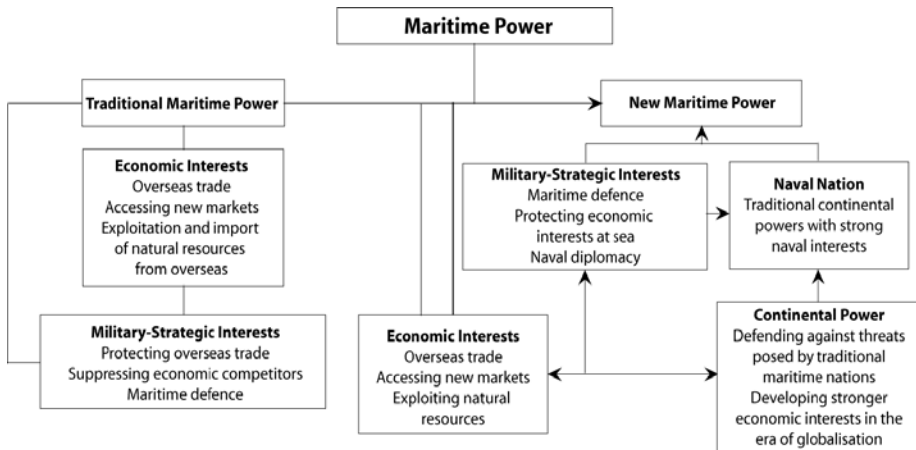 Maritime Power
Traditional Maritime Power
New Maritime Power
Economic Interests
Overseas trade
Accessing new markets
Exploitation and import
of natural resources
from overseas
Military-Strategic Interests
Protecting overseas trade
Suppressing economic competitors
Maritime defence
Economic Interests
Overseas trade
Accessing new markets
Exploiting natural
resources
Military-Strategic Interests
Maritime defence
Protecting economic
interests at sea
Naval diplomacy
Naval Nation
Traditional continental
powers with strong
naval interests
Continental Power
Defending against threats
posed by traditional
maritime nations
Developing stronger
economic interests in the
era of globalisation